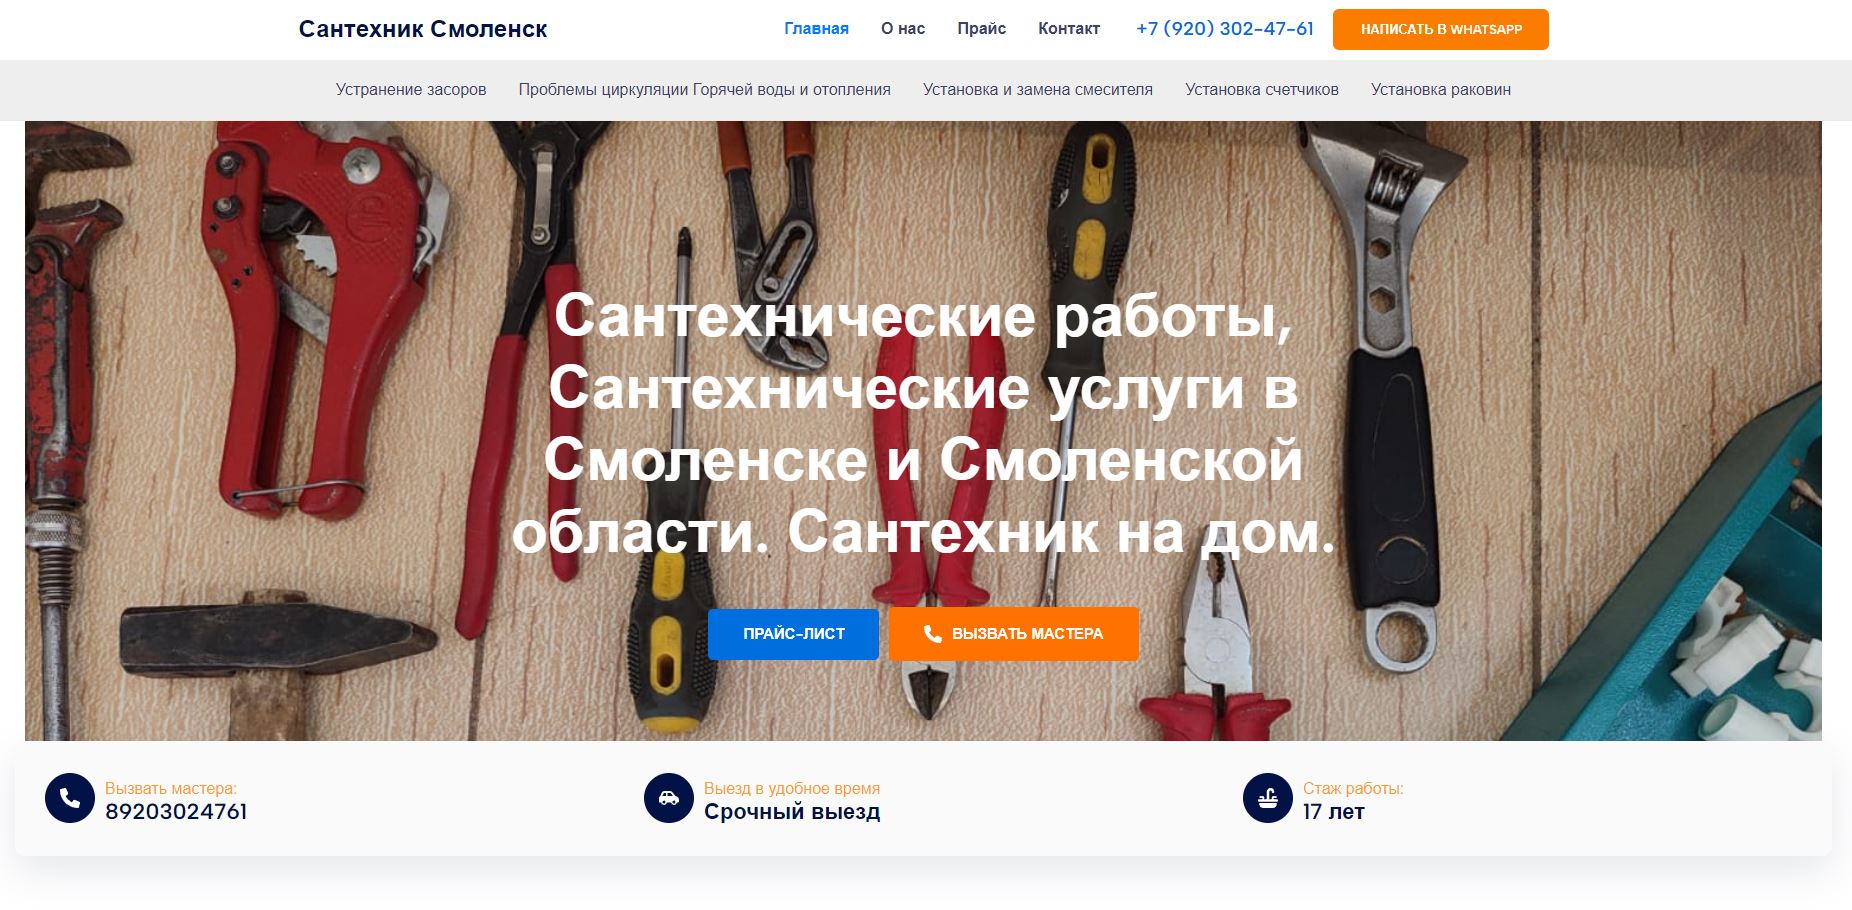 Сантехник Смоленск
Главная О нас Прайс Контакт +7 (920) 302-47-61 НАПИСАТЬ В WHATSAPP
Устранение засоров Проблемы циркуляции Горячей воды и отопления Установка и замена смесителя Установка счетчиков Установка раковин
Сантехнические работы,
Сантехнические услуги в
Смоленске и Смоленской
области. Сантехник на дом.
ПРАЙС-ЛИСТ ВЫЗВАТЬ МАСТЕРА
Вызвать мастера:
89203024761
Выезд в удобное время
Срочный выезд
Стаж работы:
17 лет